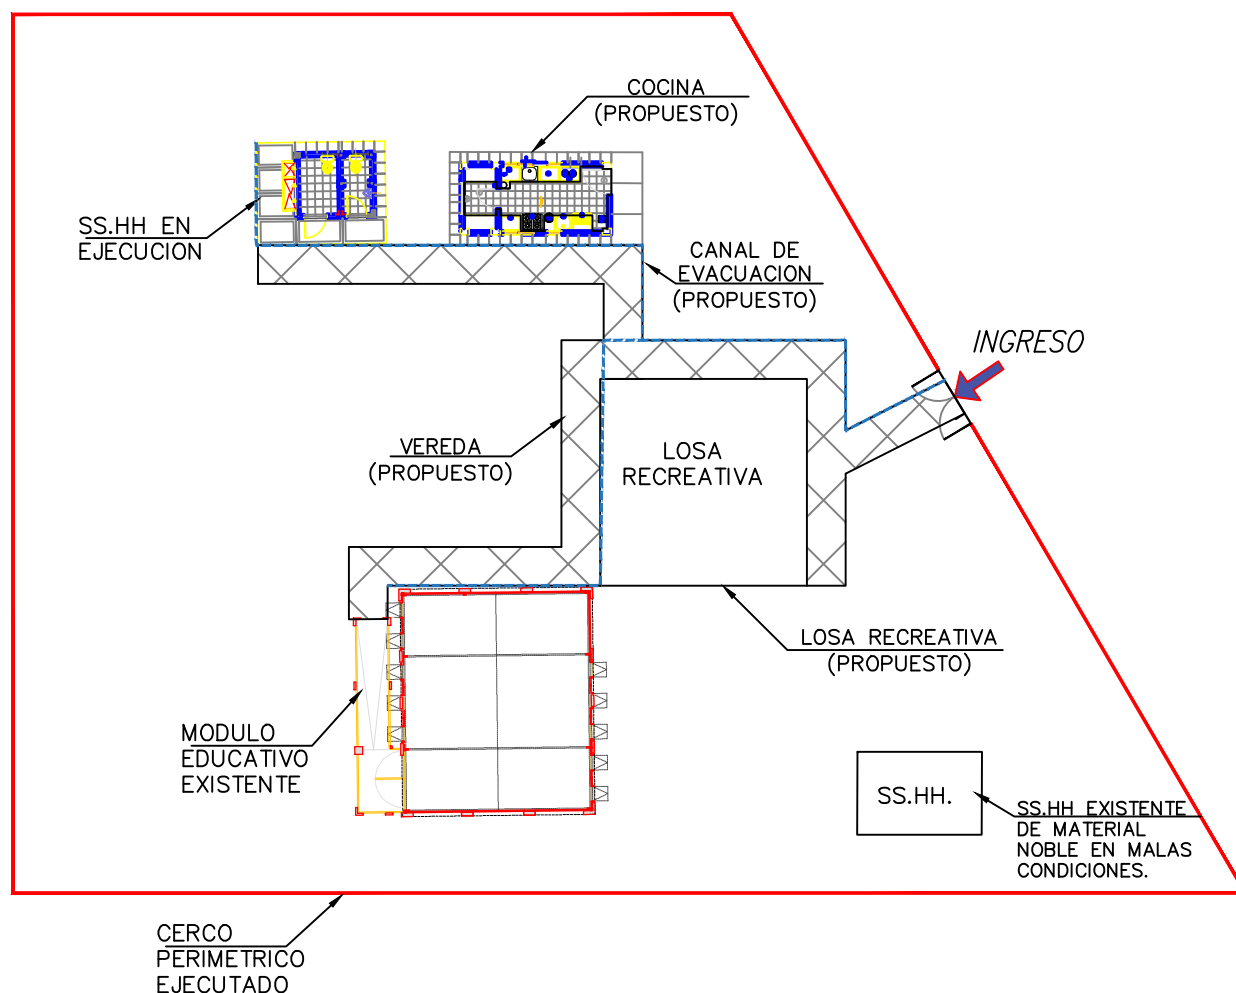 COCINA
(PROPUESTO)
SS.HH EN
EJECUCION
CANAL DE
EVACUACION
(PROPUESTO)
INGRESO
VEREDA
(PROPUESTO)
LOSA
RECREATIVA
LOSA RECREATIVA
(PROPUESTO)
MODULO
EDUCATIVO
EXISTENTE
SS.HH.
SS.HH EXISTENTE
DE MATERIAL
NOBLE EN MALAS
CONDICIONES.
CERCO
PERIMETRICO
EJECUTADO